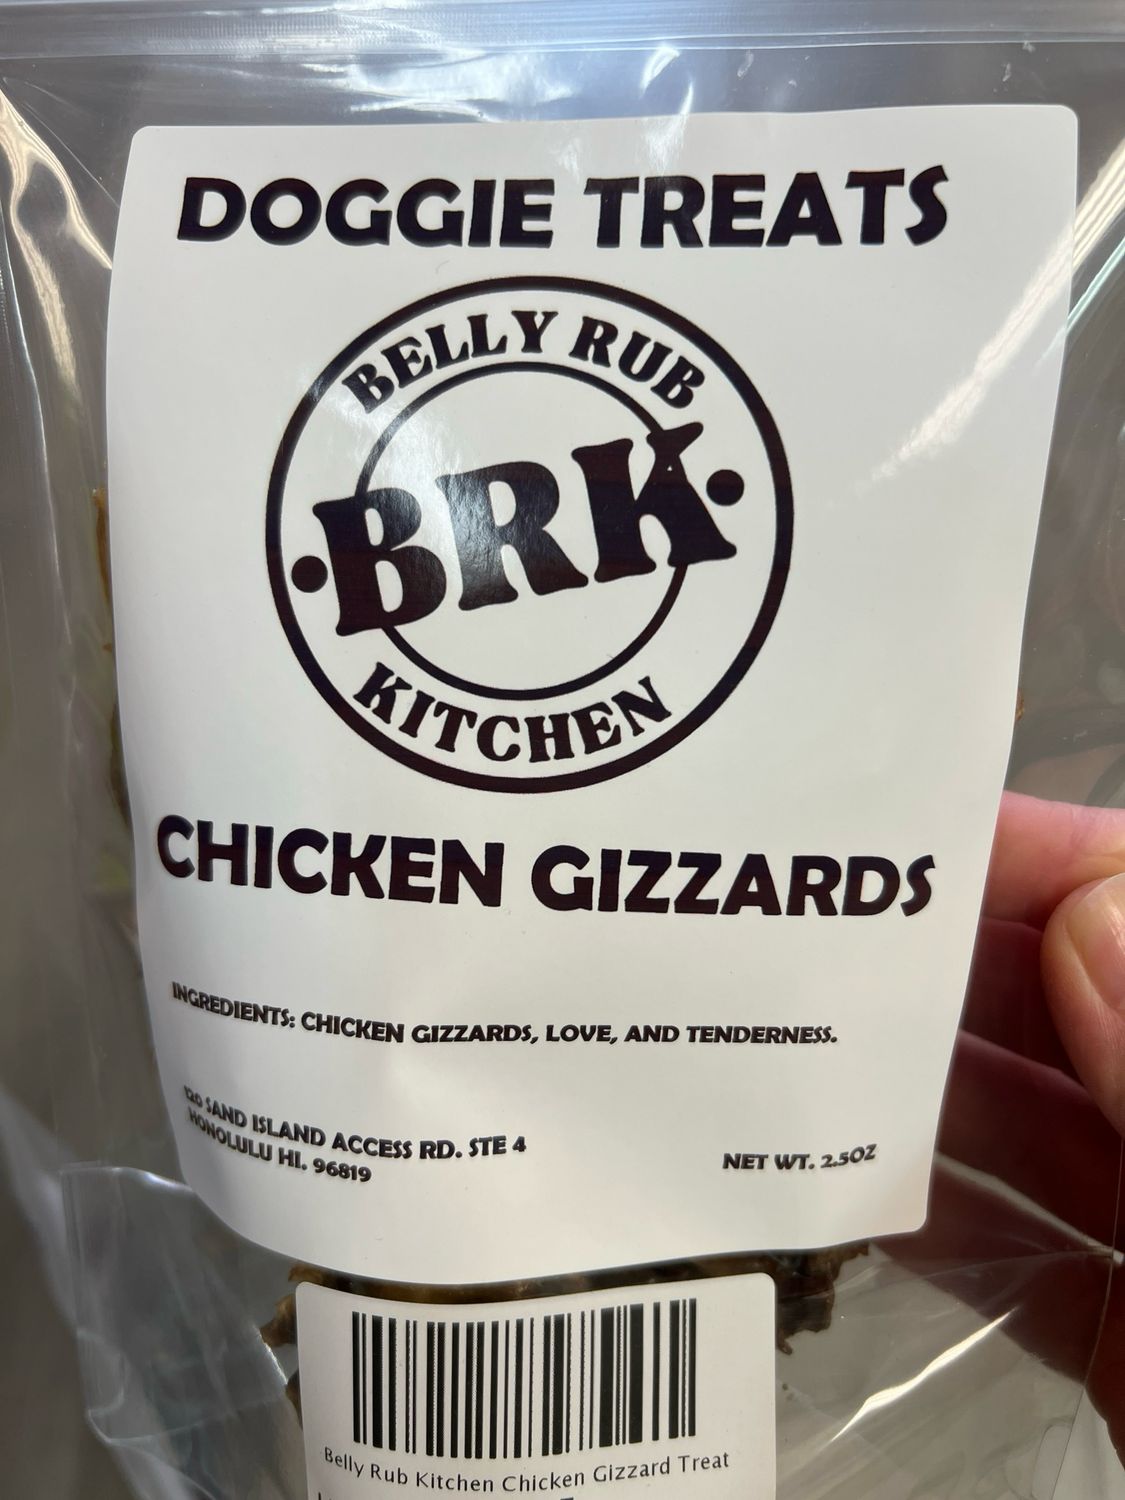 DOGGIE TREATS
BELLY RUB
BRK
KITCHEN
CHICKEN GIZZARDS
INGREDIENTS: CHICKEN GIZZARDS, LOVE, AND TENDERNESS.
120 SAND ISLAND ACCESS RD. STE 4
HONOLULU HI. 96819
NET WT. 2.5OZ
Belly Rub Kitchen Chicken Gizzard Treat